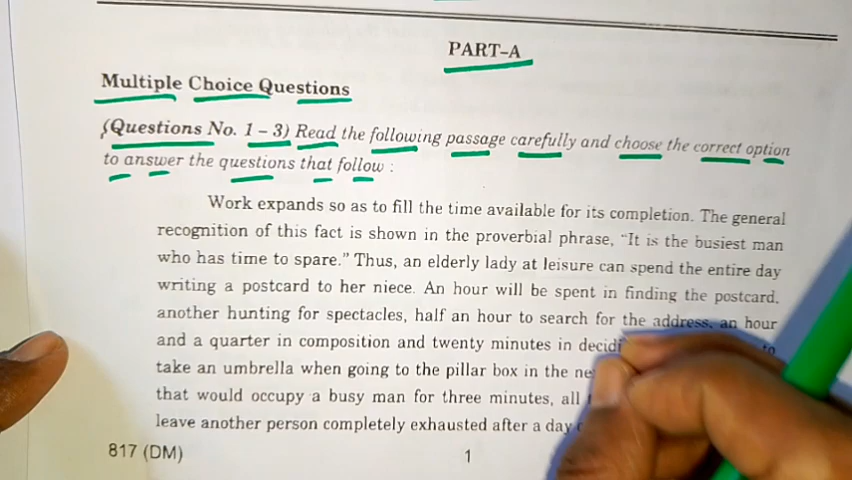 PART–A
Multiple Choice Questions
(Questions No. 1 – 3) Read the following passage carefully and choose the correct option
to answer the questions that follow :
Work expands so as to fill the time available for its completion. The general
recognition of this fact is shown in the proverbial phrase, “It is the busiest man
who has time to spare.” Thus, an elderly lady at leisure can spend the entire day
writing a postcard to her niece. An hour will be spent in finding the postcard,
another hunting for spectacles, half an hour to search for the address, an hour
and a quarter in composition and twenty minutes in decidi to
take an umbrella when going to the pillar box in the ne
that would occupy a busy man for three minutes, all
leave another person completely exhausted after a day
817 (DM)
1